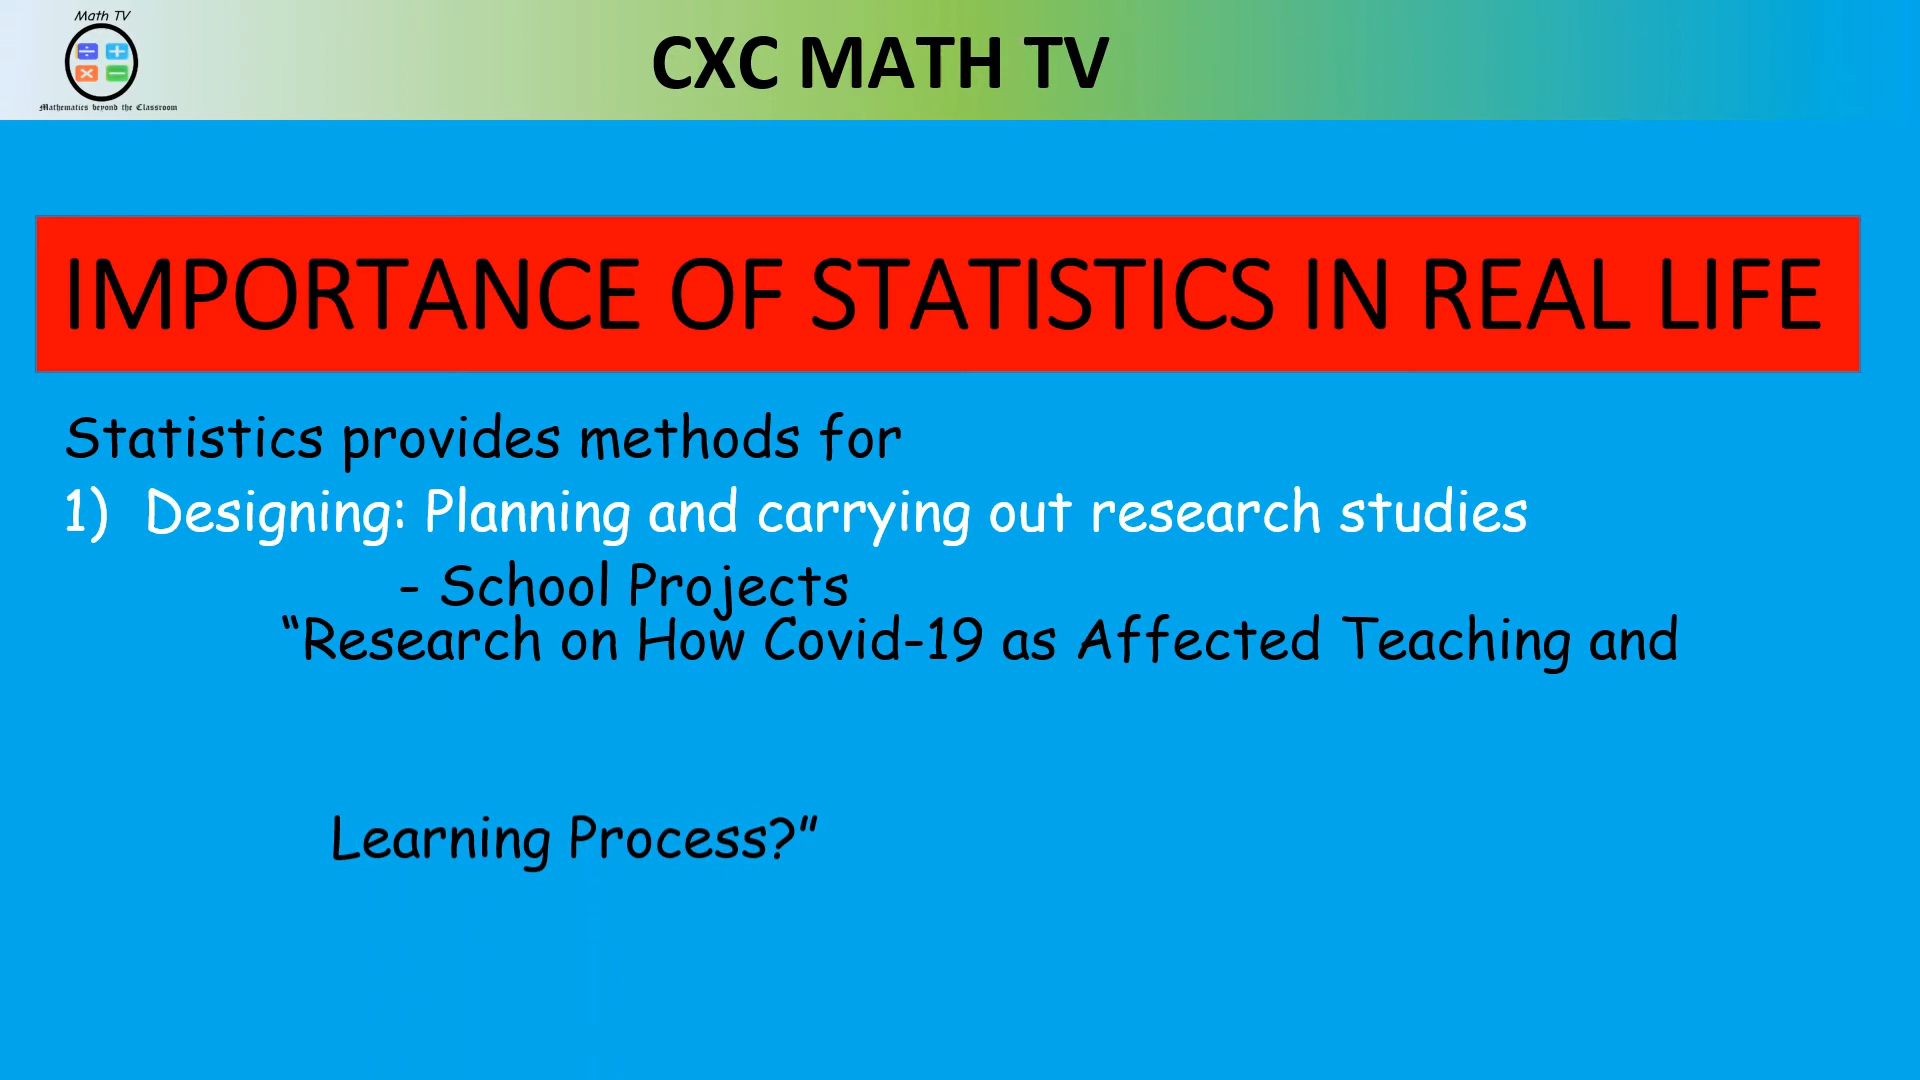 Math TV
Mathematics beyond the Classroom
CXC MATH TV
IMPORTANCE OF STATISTICS IN REAL LIFE
Statistics provides methods for
1) Designing: Planning and carrying out research studies
- School Projects
“Research on How Covid-19 as Affected Teaching and
Learning Process?”